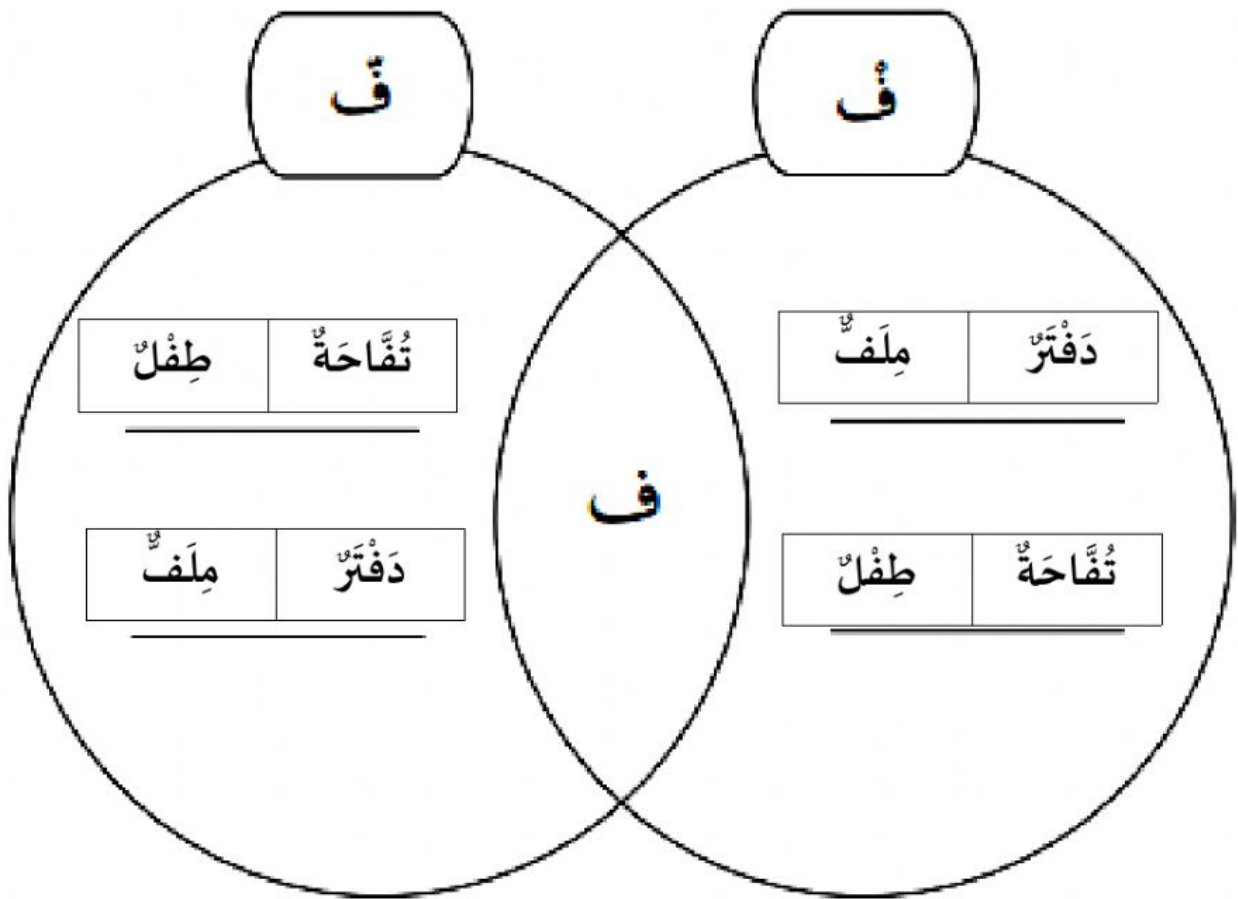 فْ
فّ
دَفْتَرٌ مِلَفٌّ
تُفَّاحَةٌ طِفْلٌ
ف
تُفَّاحَةٌ طِفْلٌ
دَفْتَرٌ مِلَفٌّ